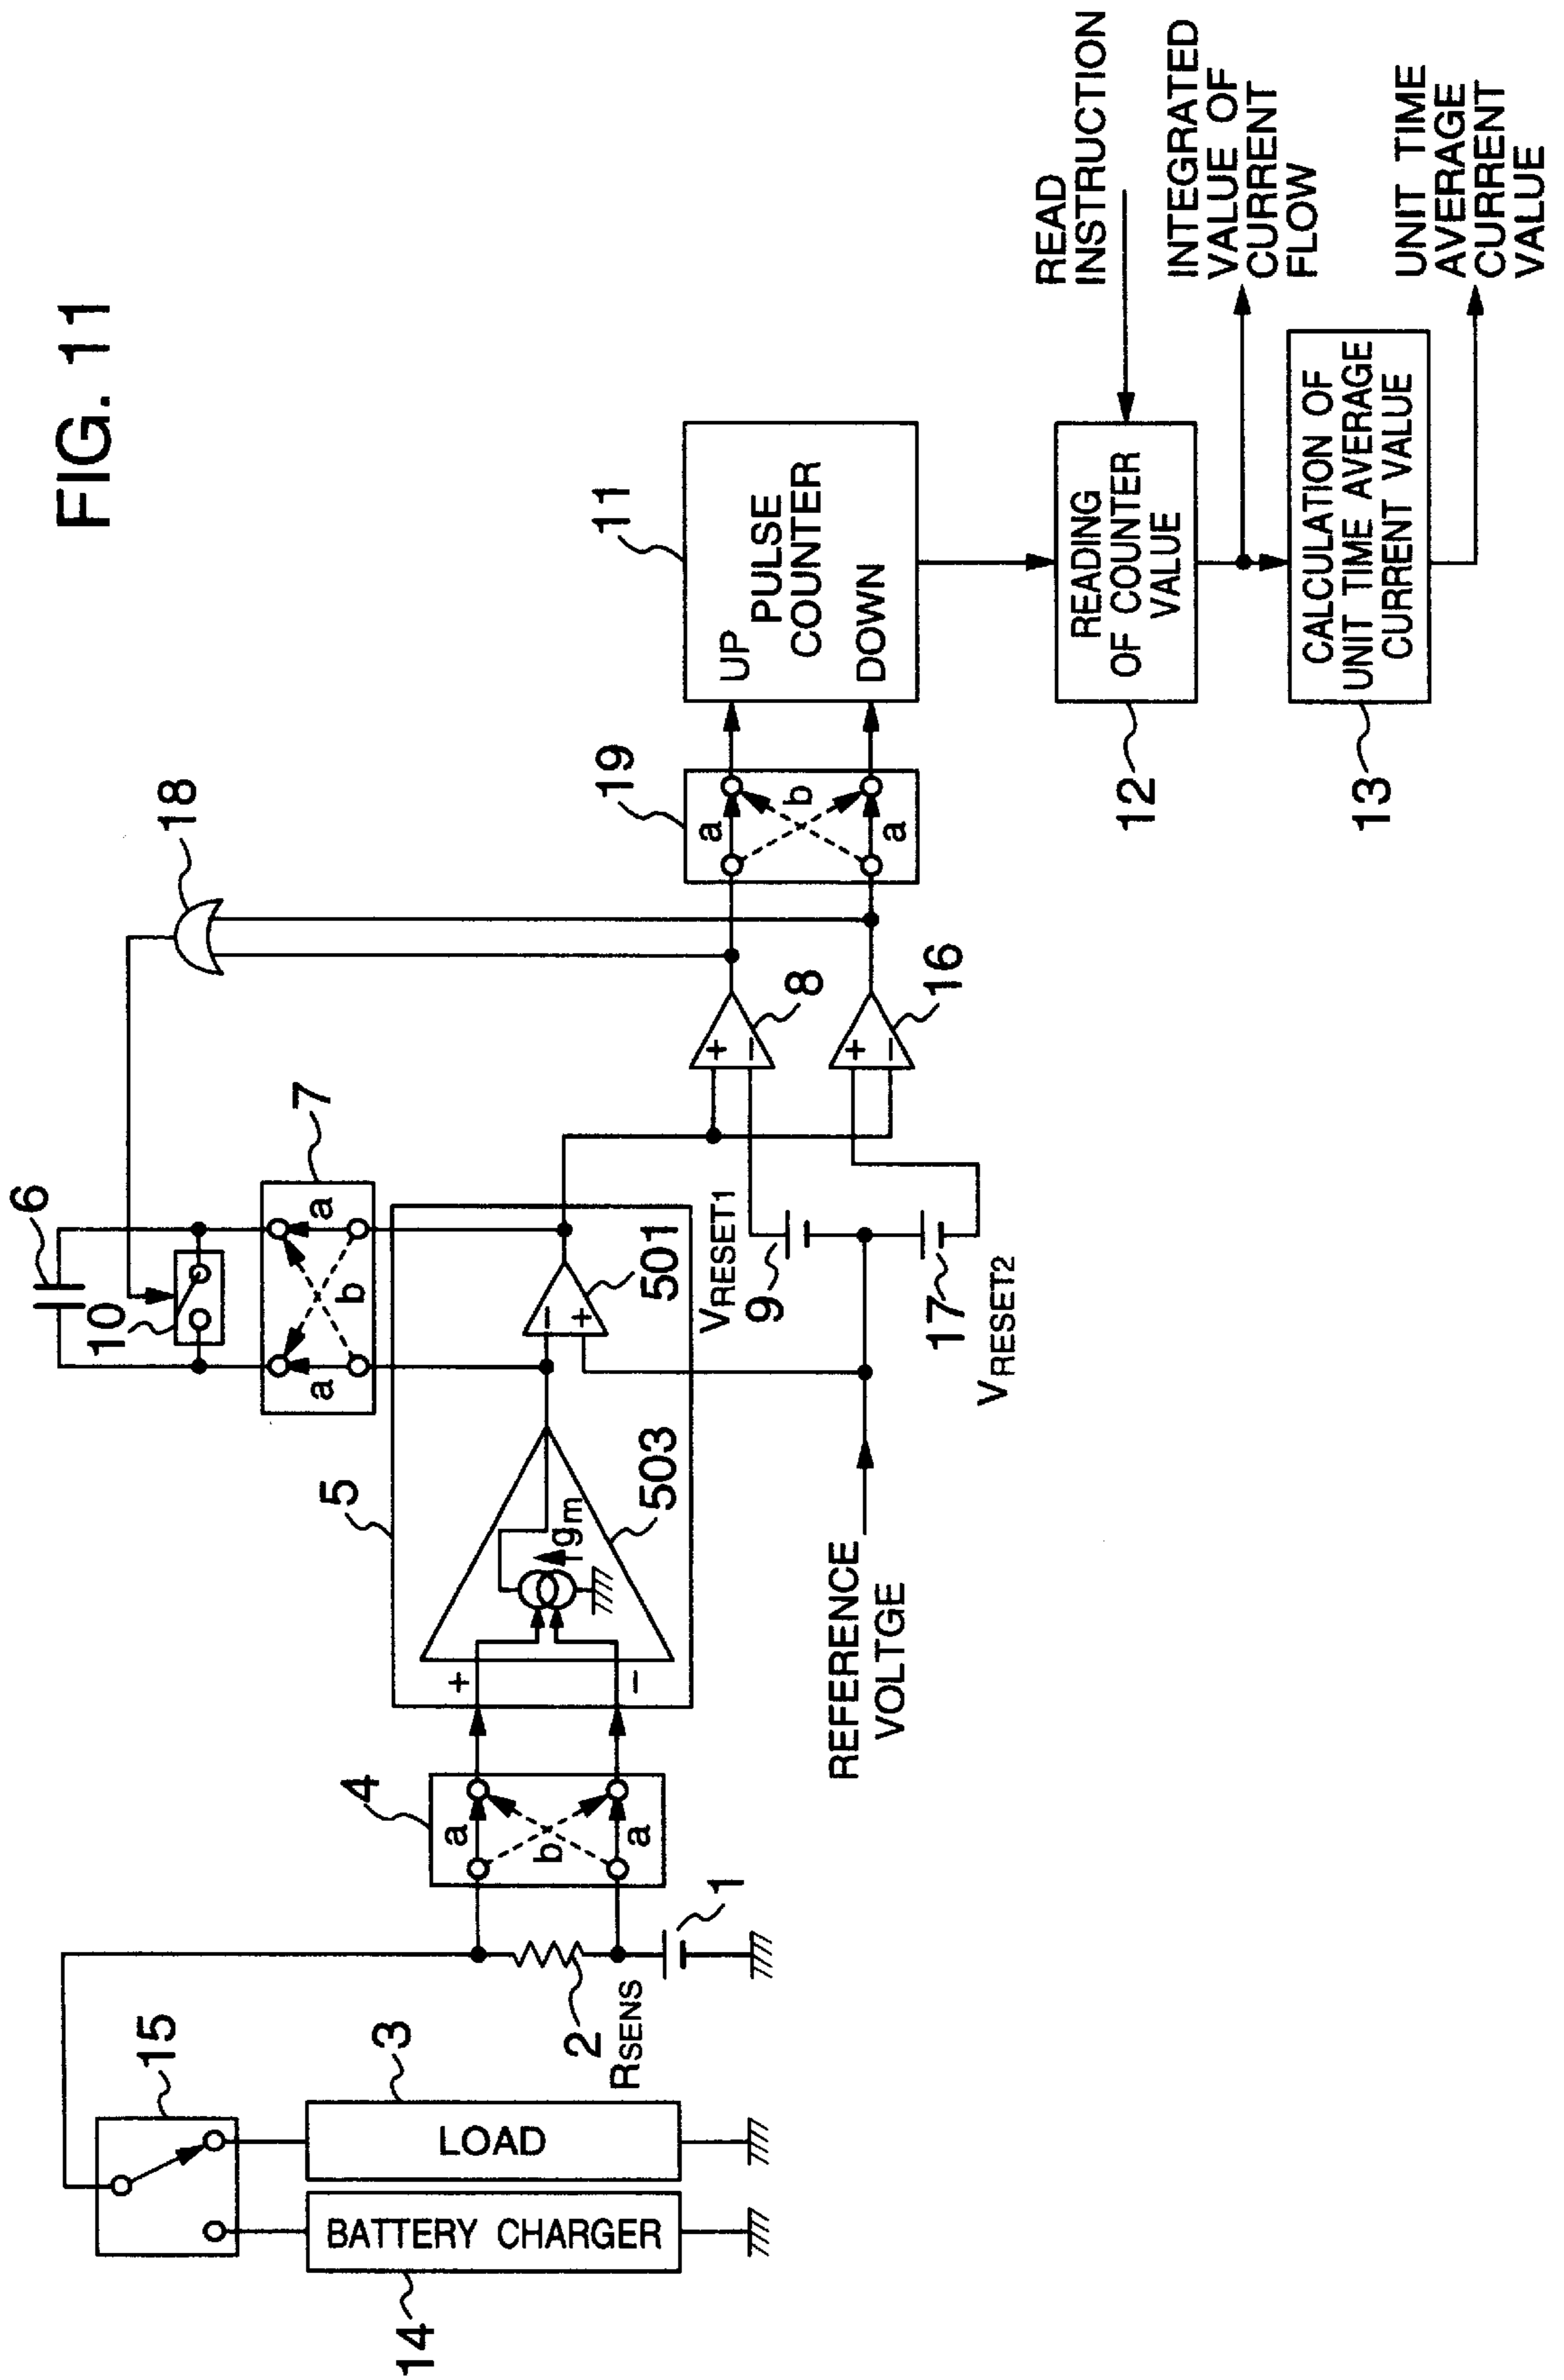 FIG. 11
6
18
10
7
a
b
a
5
gm
503
501
–
+
+
–
4
a
b
a
15
3
LOAD
BATTERY CHARGER
14
2
RSENS
1
REFERENCE
VOLTGE
VRESET1
9
17
VRESET2
8
+
–
16
+
–
19
a
b
a
11
UP
PULSE
COUNTER
DOWN
READ
INSTRUCTION
12
READING
OF COUNTER
VALUE
INTEGRATED
VALUE OF
CURRENT
FLOW
13
CALCULATION OF
UNIT TIME AVERAGE
CURRENT VALUE
UNIT TIME
AVERAGE
CURRENT
VALUE